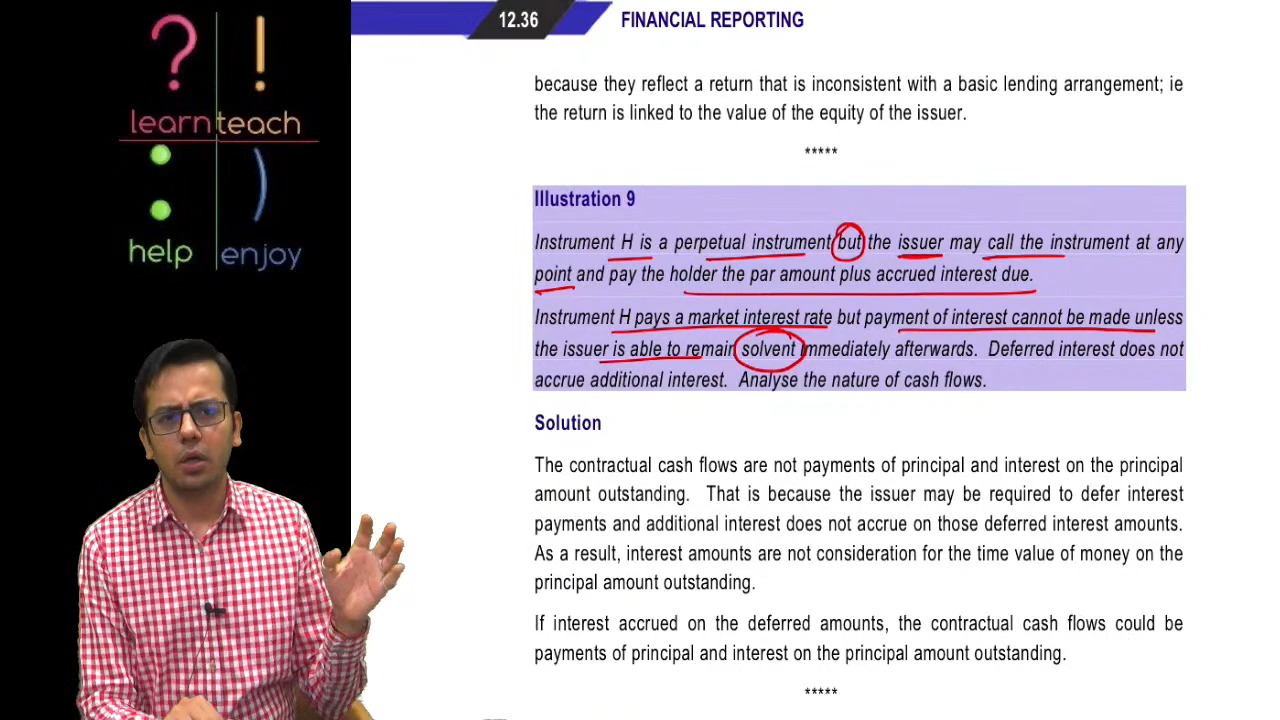 ?
!
learn teach
:
)
help enjoy
12.36 FINANCIAL REPORTING
because they reflect a return that is inconsistent with a basic lending arrangement; ie
the return is linked to the value of the equity of the issuer.
*****
Illustration 9
Instrument H is a perpetual instrument but the issuer may call the instrument at any
point and pay the holder the par amount plus accrued interest due.
Instrument H pays a market interest rate but payment of interest cannot be made unless
the issuer is able to remain solvent immediately afterwards. Deferred interest does not
accrue additional interest. Analyse the nature of cash flows.
Solution
The contractual cash flows are not payments of principal and interest on the principal
amount outstanding. That is because the issuer may be required to defer interest
payments and additional interest does not accrue on those deferred interest amounts.
As a result, interest amounts are not consideration for the time value of money on the
principal amount outstanding.
If interest accrued on the deferred amounts, the contractual cash flows could be
payments of principal and interest on the principal amount outstanding.
*****